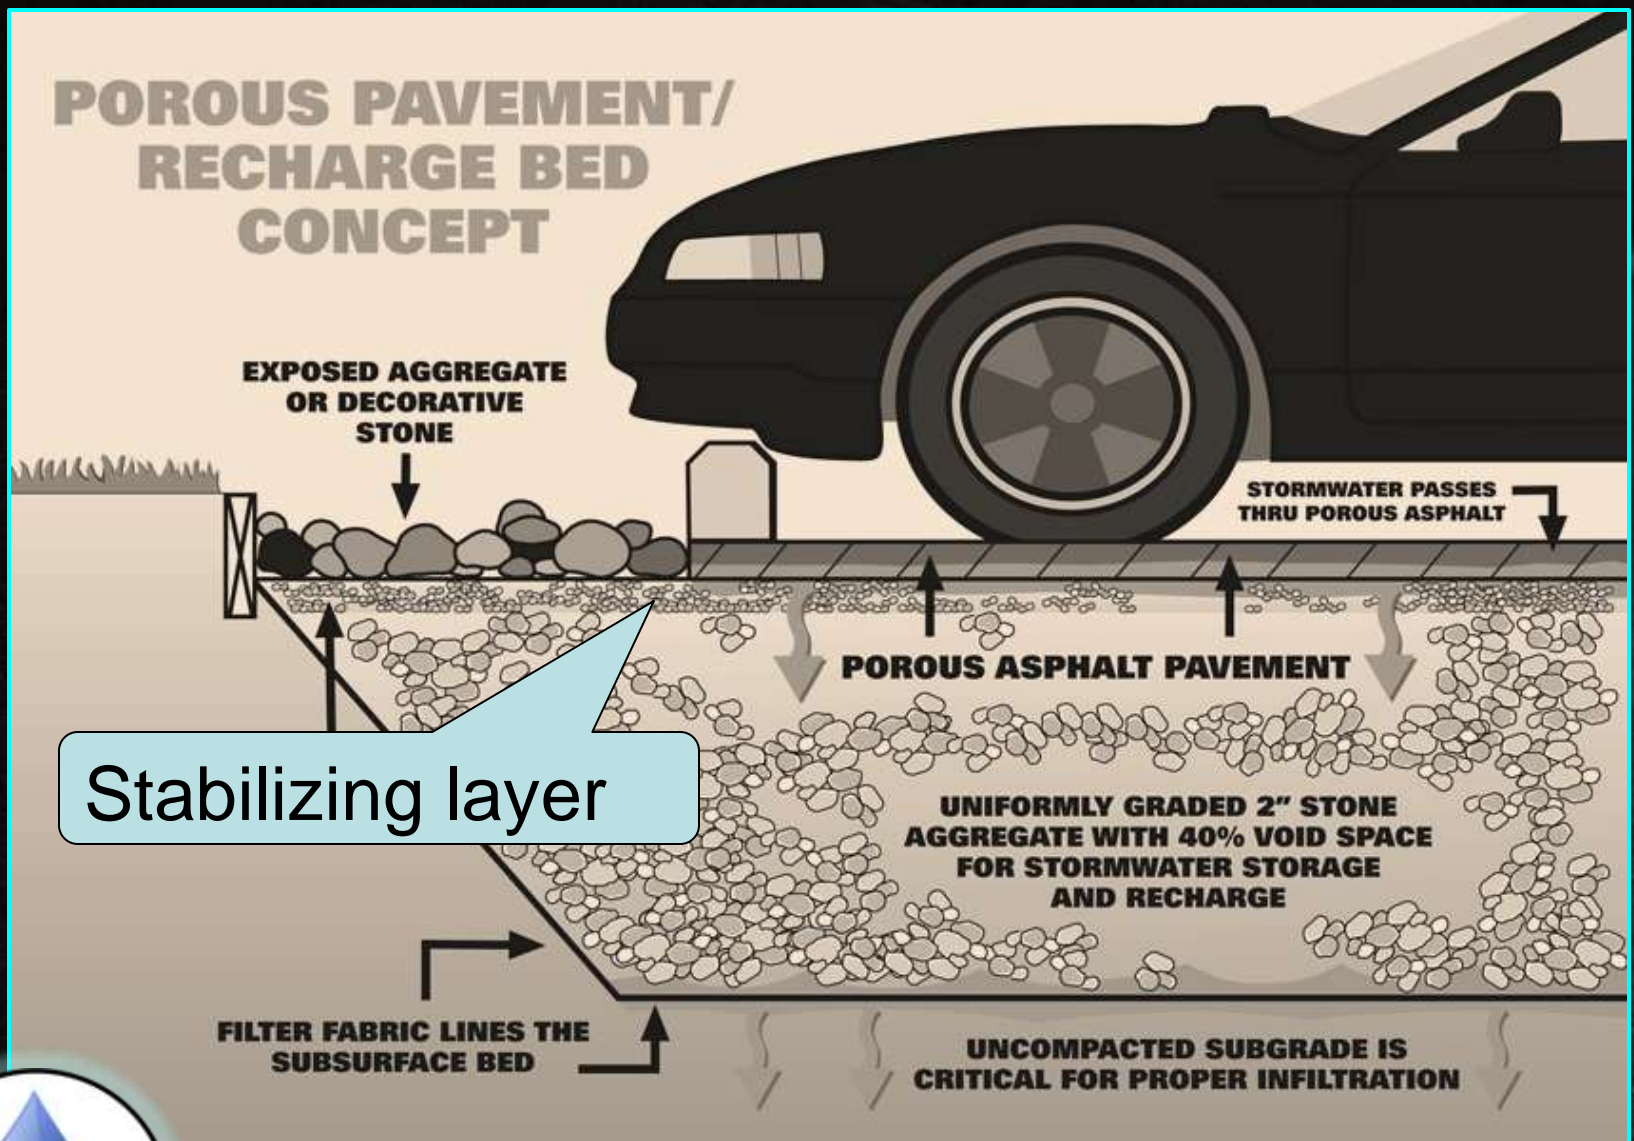 POROUS PAVEMENT/
RECHARGE BED
CONCEPT
EXPOSED AGGREGATE
OR DECORATIVE
STONE
STORMWATER PASSES
THRU POROUS ASPHALT
POROUS ASPHALT PAVEMENT
Stabilizing layer
UNIFORMLY GRADED 2" STONE
AGGREGATE WITH 40% VOID SPACE
FOR STORMWATER STORAGE
AND RECHARGE
FILTER FABRIC LINES THE
SUBSURFACE BED
UNCOMPACTED SUBGRADE IS
CRITICAL FOR PROPER INFILTRATION